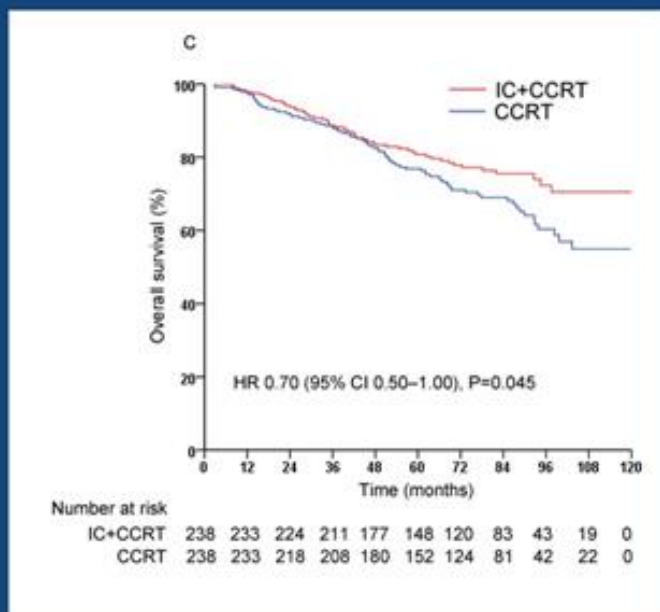 C
IC+CCRT
CCRT
100
80
60
40
20
0
Overall survival (%)
HR 0.70 (95% CI 0.50–1.00), P=0.045
0 12 24 36 48 60 72 84 96 108 120
Time (months)
Number at risk
IC+CCRT 238 233 224 211 177 148 120 83 43 19 0
CCRT 238 233 218 208 180 152 124 81 42 22 0